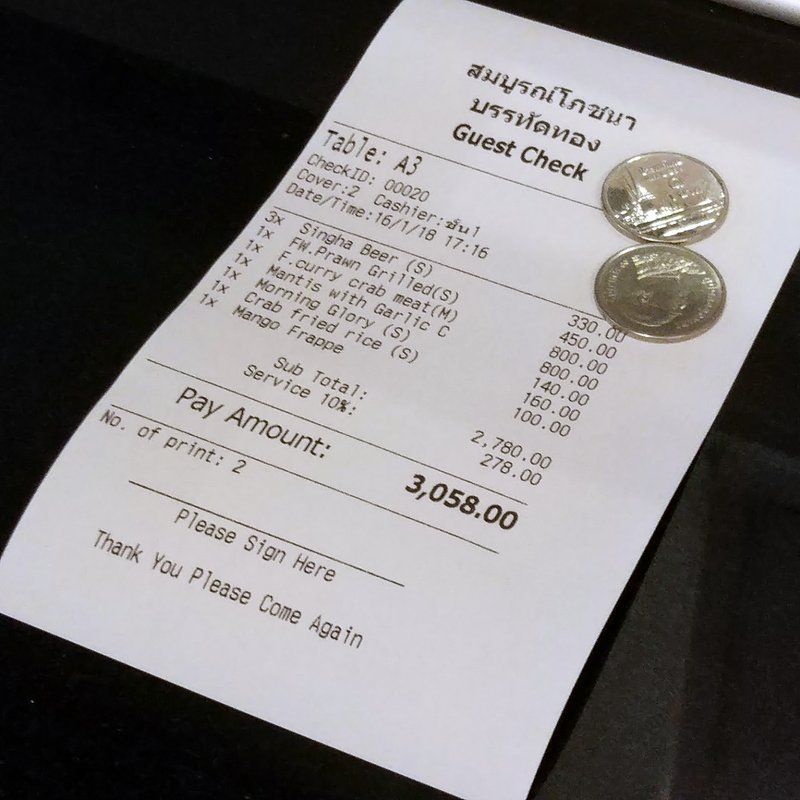 สมบูรณ์โภชนา
บรรทัดทอง
Guest Check
Table: A3
CheckID: 00020
Cover:2 Cashier:ชั้น1
Date/Time:16/1/18 17:16
3x Singha Beer (S) 330.00
1x FW.Prawn Grilled(S) 450.00
1x F.curry crab meat(M) 800.00
1x Mantis with Garlic C 800.00
1x Morning Glory (S) 140.00
1x Crab fried rice (S) 160.00
1x Mango Frappe 100.00
Sub Total: 2,780.00
Service 10%: 278.00
Pay Amount: 3,058.00
No. of print: 2
Please Sign Here
Thank You Please Come Again